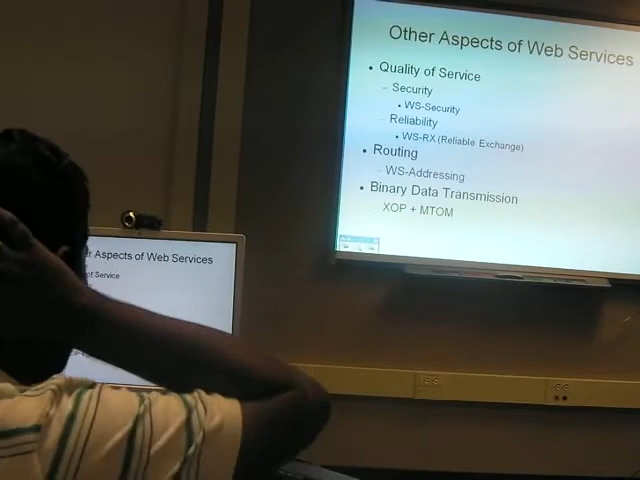 Other Aspects of Web Services
• Quality of Service
– Security
• WS-Security
– Reliability
• WS-RX (Reliable Exchange)
• Routing
– WS-Addressing
• Binary Data Transmission
– XOP + MTOM
r Aspects of Web Services
of Service